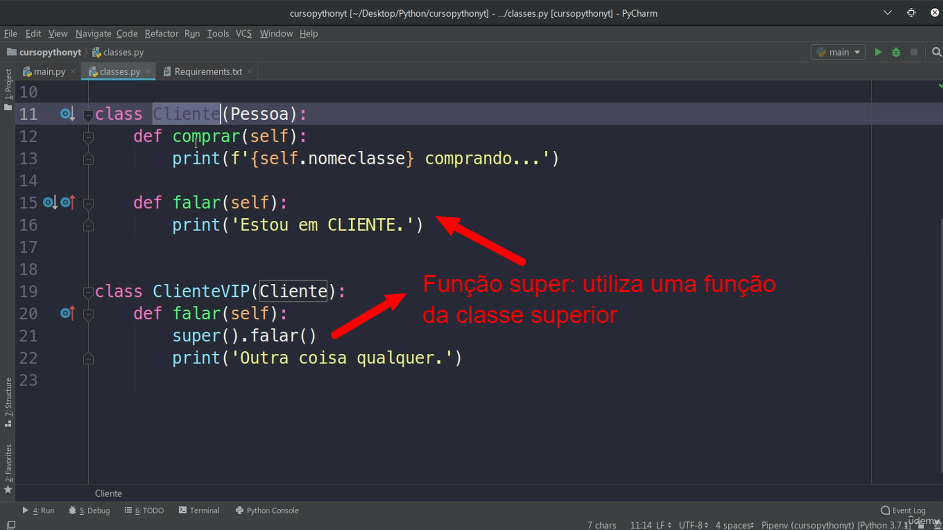 cursopythonyt [~/Desktop/Python/cursopythonyt] - .../classes.py [cursopythonyt] - PyCharm
File Edit View Navigate Code Refactor Run Tools VCS Window Help
cursopythonyt classes.py main
main.py classes.py Requirements.txt
1: Project
10
11 class Cliente(Pessoa):
12 def comprar(self):
13 print(f'{self.nomeclasse} comprando...')
14
15 def falar(self):
16 print('Estou em CLIENTE.')
17
18
19 class ClienteVIP(Cliente):
20 def falar(self):
21 super().falar()
22 print('Outra coisa qualquer.')
23
Função super: utiliza uma função
da classe superior
7: Structure
2: Favorites
Cliente
4: Run 5: Debug 6: TODO Terminal Python Console Event Log
7 chars 11:14 LF UTF-8 4 spaces Pipenv (cursopythonyt) [Python 3.7.
udemy